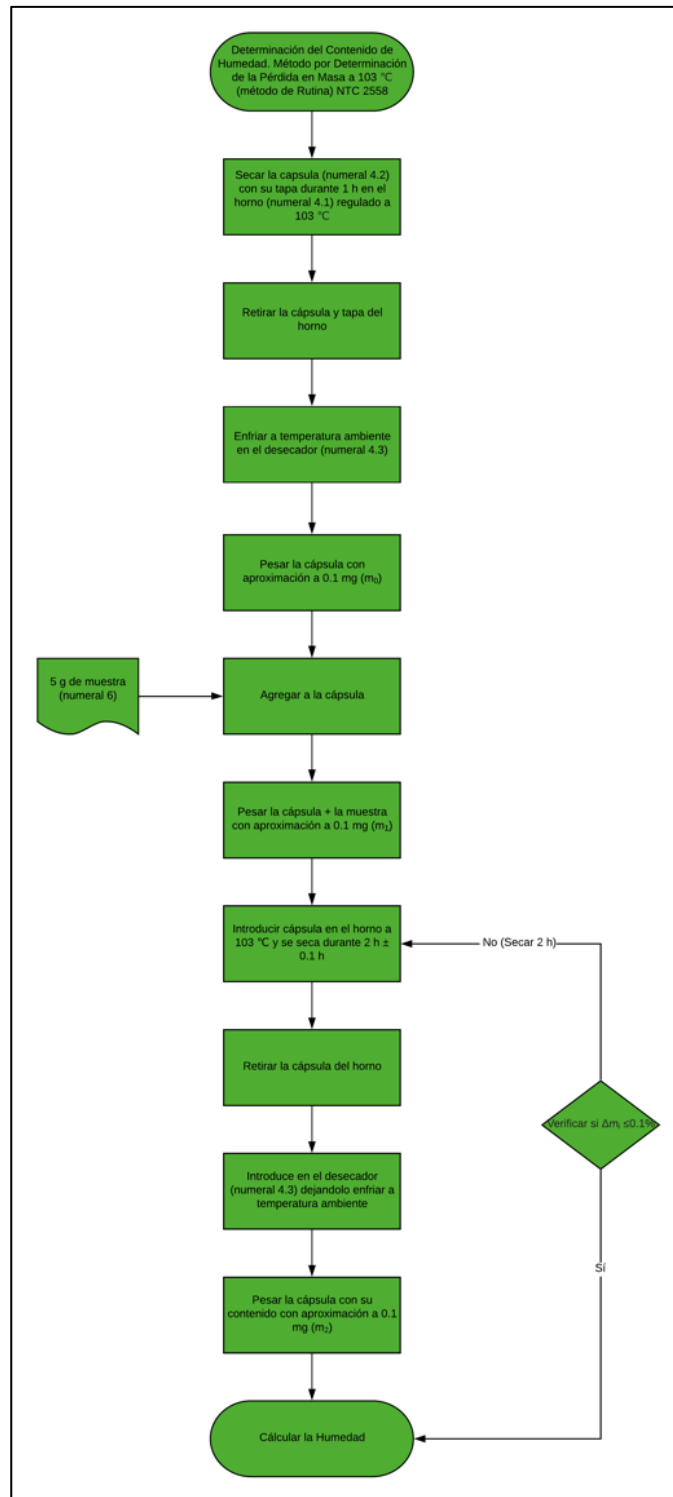 Determinación del Contenido de
Humedad. Método por Determinación
de la Pérdida en Masa a 103 °C
(método de Rutina) NTC 2558
Secar la capsula (numeral 4.2)
con su tapa durante 1 h en el
horno (numeral 4.1) regulado a
103 °C
Retirar la cápsula y tapa del
horno
Enfriar a temperatura ambiente
en el desecador (numeral 4.3)
Pesar la cápsula con
aproximación a 0.1 mg (m₀)
5 g de muestra
(numeral 6)
Agregar a la cápsula
Pesar la cápsula + la muestra
con aproximación a 0.1 mg (m₁)
Introducir cápsula en el horno a
103 °C y se seca durante 2 h ±
0.1 h
No (Secar 2 h)
Retirar la cápsula del horno
Verificar si Δmᵢ ≤0.1%
Introduce en el desecador
(numeral 4.3) dejandolo enfriar a
temperatura ambiente
Sí
Pesar la cápsula con su
contenido con aproximación a 0.1
mg (m₂)
Cálcular la Humedad